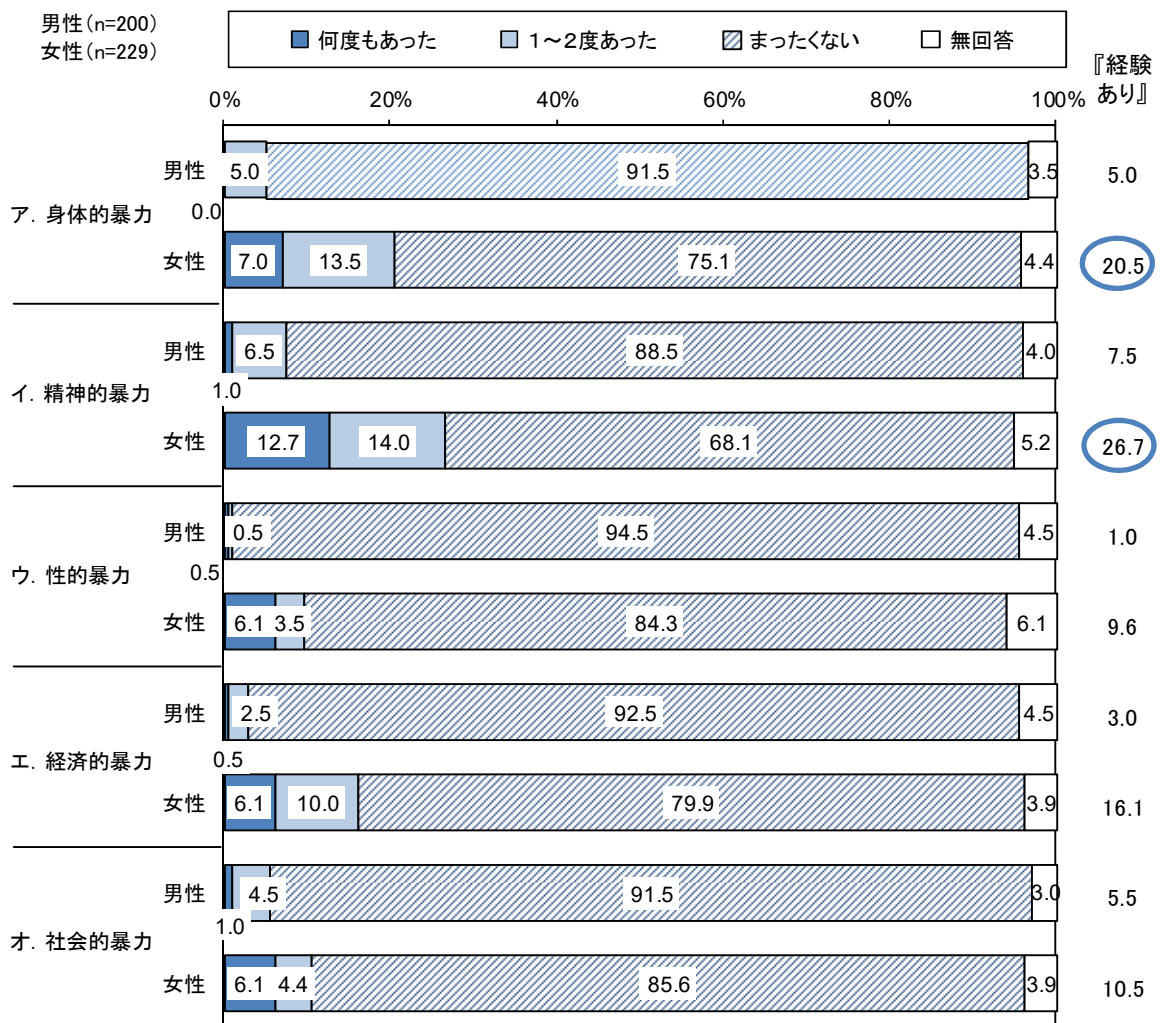 男性(n=200)
女性(n=229)
何度もあった １～２度あった まったくない 無回答
『経験
あり』
0% 20% 40% 60% 80% 100%
男性 5.0 91.5 3.5 5.0
ア．身体的暴力 0.0
女性 7.0 13.5 75.1 4.4 20.5
男性 6.5 88.5 4.0 7.5
イ．精神的暴力 1.0
女性 12.7 14.0 68.1 5.2 26.7
男性 0.5 94.5 4.5 1.0
ウ．性的暴力 0.5
女性 6.1 3.5 84.3 6.1 9.6
男性 2.5 92.5 4.5 3.0
エ．経済的暴力 0.5
女性 6.1 10.0 79.9 3.9 16.1
男性 4.5 91.5 3.0 5.5
オ．社会的暴力 1.0
女性 6.1 4.4 85.6 3.9 10.5